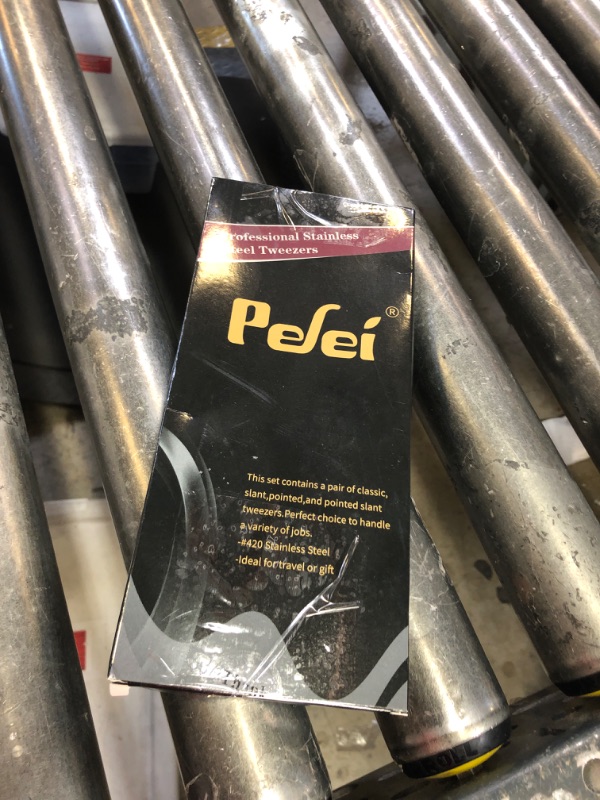 Professional Stainless
Steel Tweezers
Pesei®
This set contains a pair of classic,
slant,pointed,and pointed slant
tweezers.Perfect choice to handle
a variety of jobs.
-#420 Stainless Steel
-Ideal for travel or gift